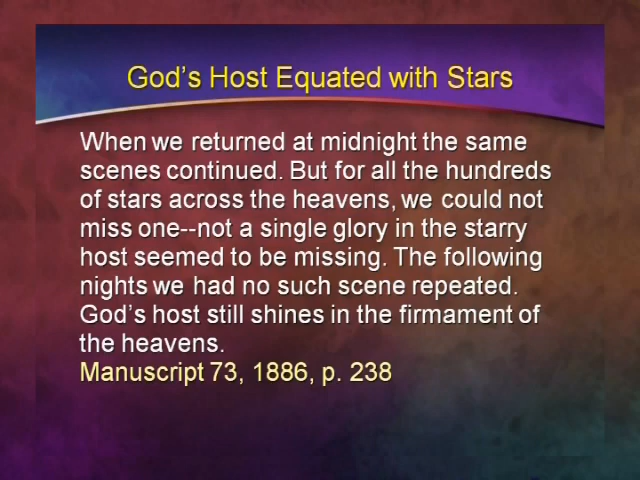 God's Host Equated with Stars
When we returned at midnight the same
scenes continued. But for all the hundreds
of stars across the heavens, we could not
miss one--not a single glory in the starry
host seemed to be missing. The following
nights we had no such scene repeated.
God's host still shines in the firmament of
the heavens.
Manuscript 73, 1886, p. 238